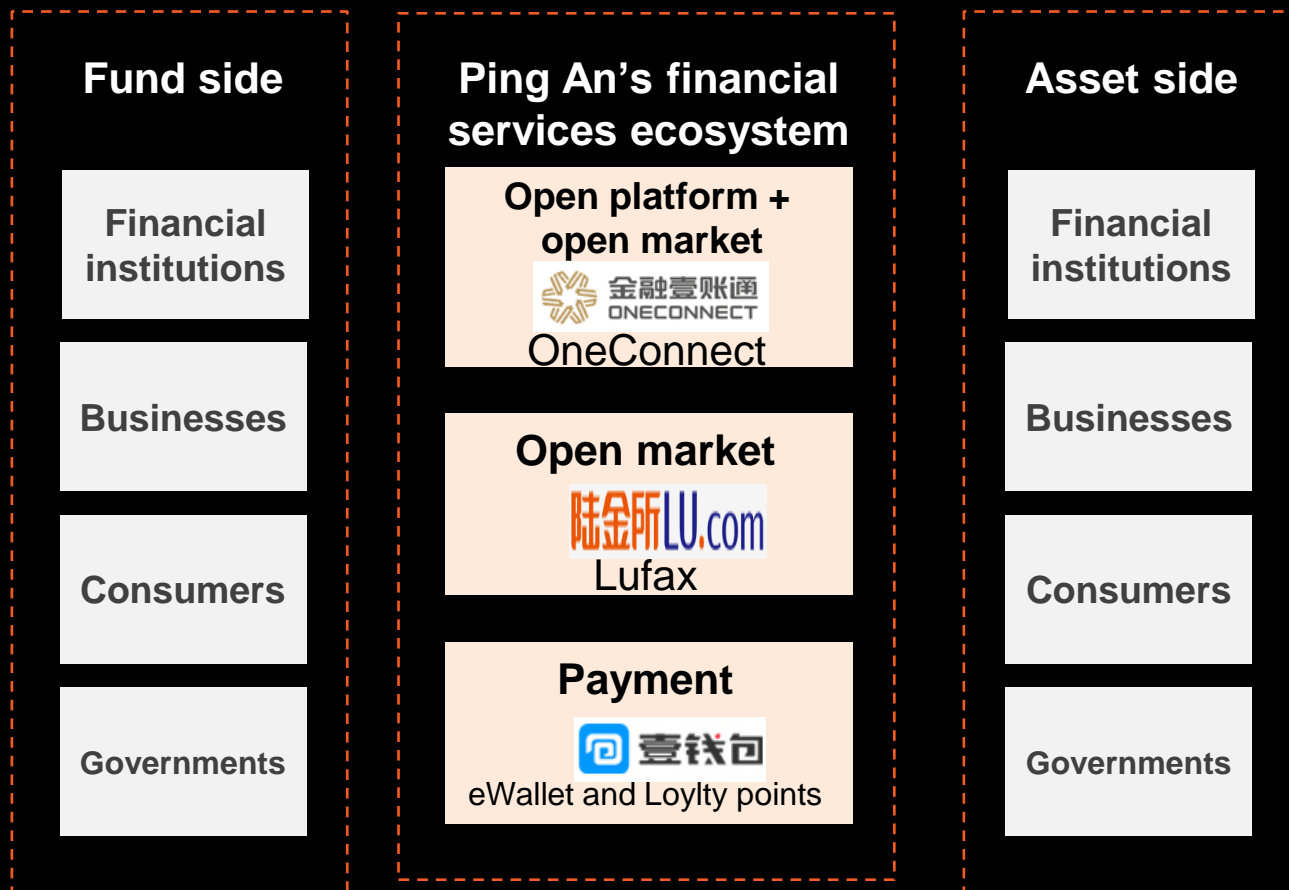 Fund side
Financial
institutions
Businesses
Consumers
Governments
Ping An’s financial
services ecosystem
Open platform +
open market
金融壹账通
ONECONNECT
OneConnect
Open market
陆金所LU.com
Lufax
Payment
壹钱包
eWallet and Loylty points
Asset side
Financial
institutions
Businesses
Consumers
Governments